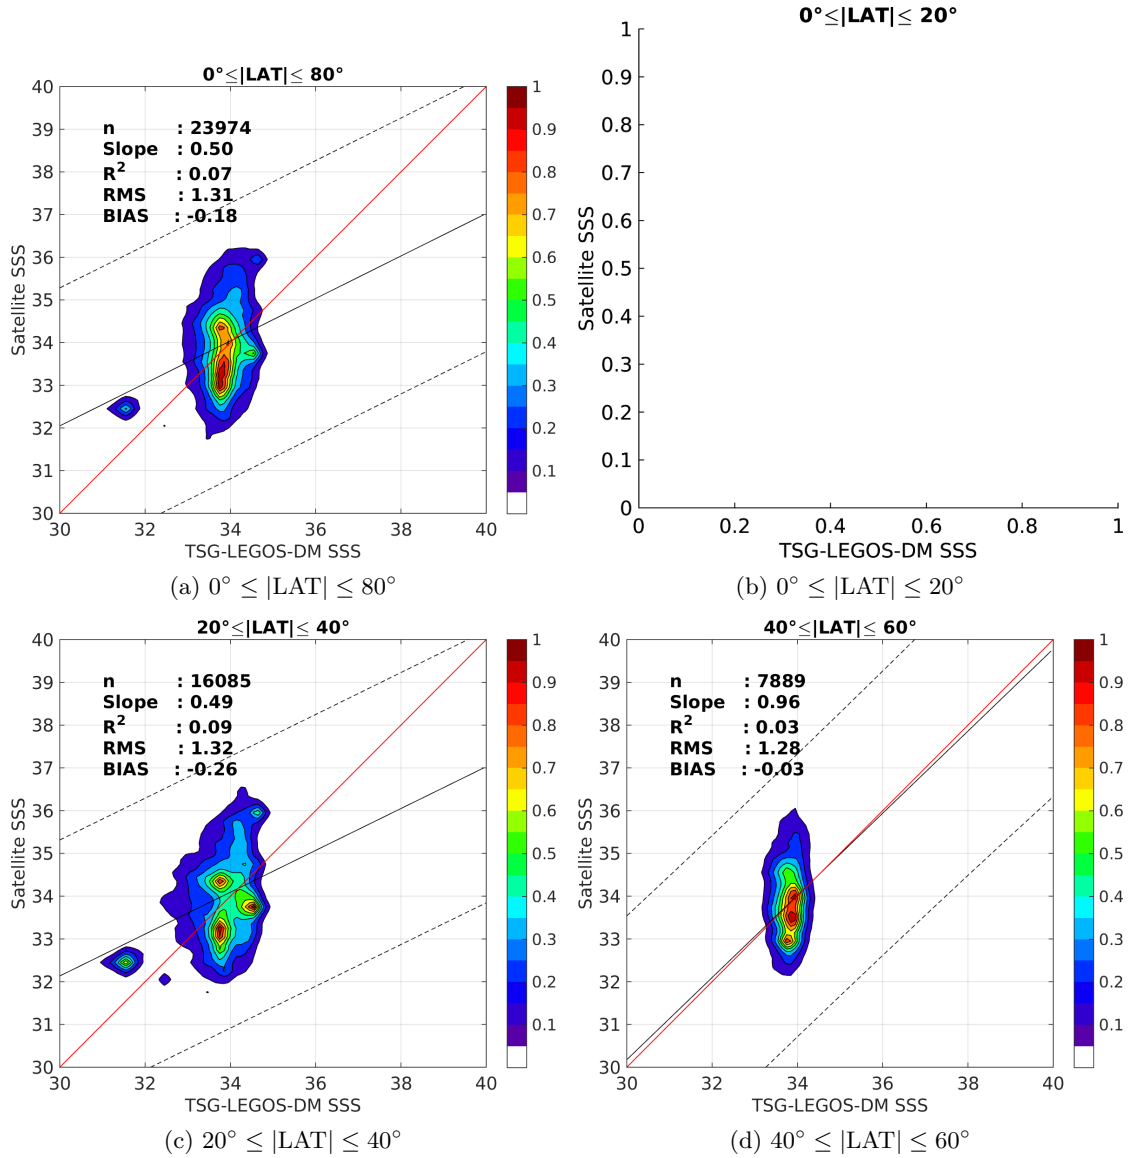 0°≤|LAT|≤ 80°
40
39
38
37
36
35
34
33
32
31
30
Satellite SSS
n : 23974
Slope : 0.50
R² : 0.07
RMS : 1.31
BIAS : -0.18
30 32 34 36 38 40
TSG-LEGOS-DM SSS
1
0.9
0.8
0.7
0.6
0.5
0.4
0.3
0.2
0.1
(a) 0° ≤ |LAT| ≤ 80°
0°≤|LAT|≤ 20°
1
0.9
0.8
0.7
0.6
0.5
0.4
0.3
0.2
0.1
0
Satellite SSS
0 0.2 0.4 0.6 0.8 1
TSG-LEGOS-DM SSS
(b) 0° ≤ |LAT| ≤ 20°
20°≤|LAT|≤ 40°
40
39
38
37
36
35
34
33
32
31
30
Satellite SSS
n : 16085
Slope : 0.49
R² : 0.09
RMS : 1.32
BIAS : -0.26
30 32 34 36 38 40
TSG-LEGOS-DM SSS
1
0.9
0.8
0.7
0.6
0.5
0.4
0.3
0.2
0.1
(c) 20° ≤ |LAT| ≤ 40°
40°≤|LAT|≤ 60°
40
39
38
37
36
35
34
33
32
31
30
Satellite SSS
n : 7889
Slope : 0.96
R² : 0.03
RMS : 1.28
BIAS : -0.03
30 32 34 36 38 40
TSG-LEGOS-DM SSS
1
0.9
0.8
0.7
0.6
0.5
0.4
0.3
0.2
0.1
(d) 40° ≤ |LAT| ≤ 60°